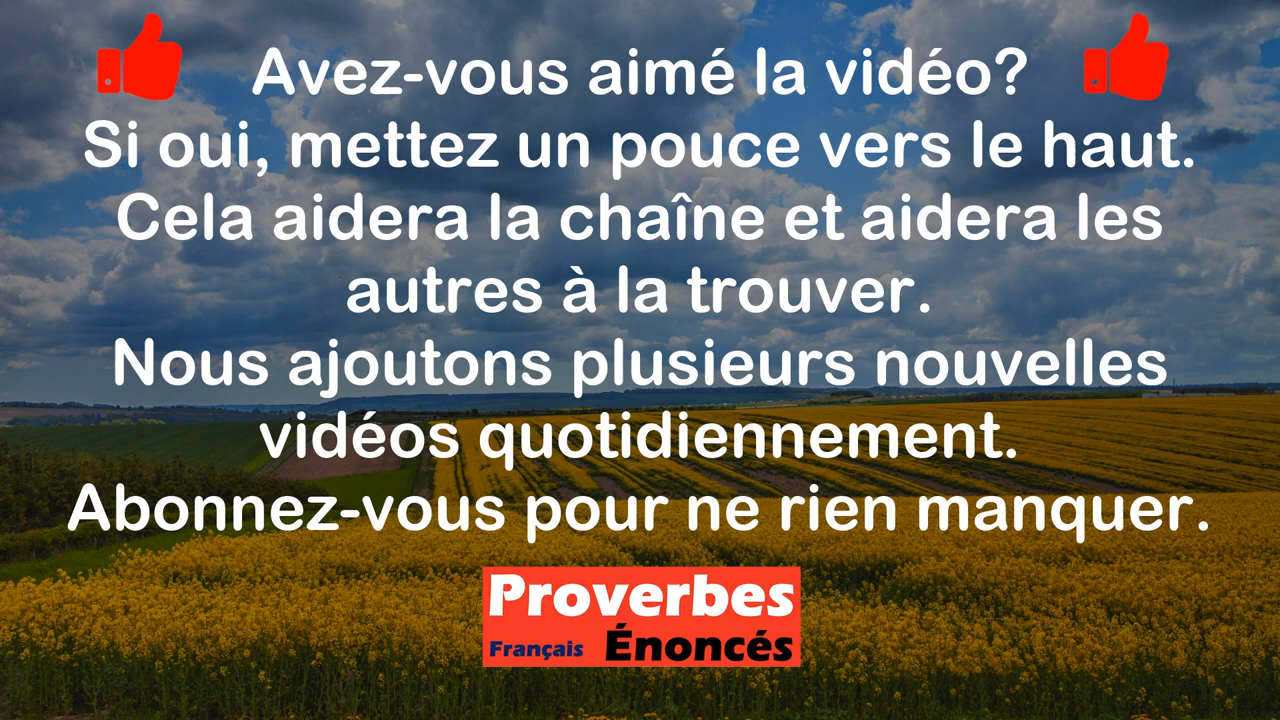 Avez-vous aimé la vidéo?
Si oui, mettez un pouce vers le haut.
Cela aidera la chaîne et aidera les
autres à la trouver.
Nous ajoutons plusieurs nouvelles
vidéos quotidiennement.
Abonnez-vous pour ne rien manquer.
Proverbes
Français Énoncés